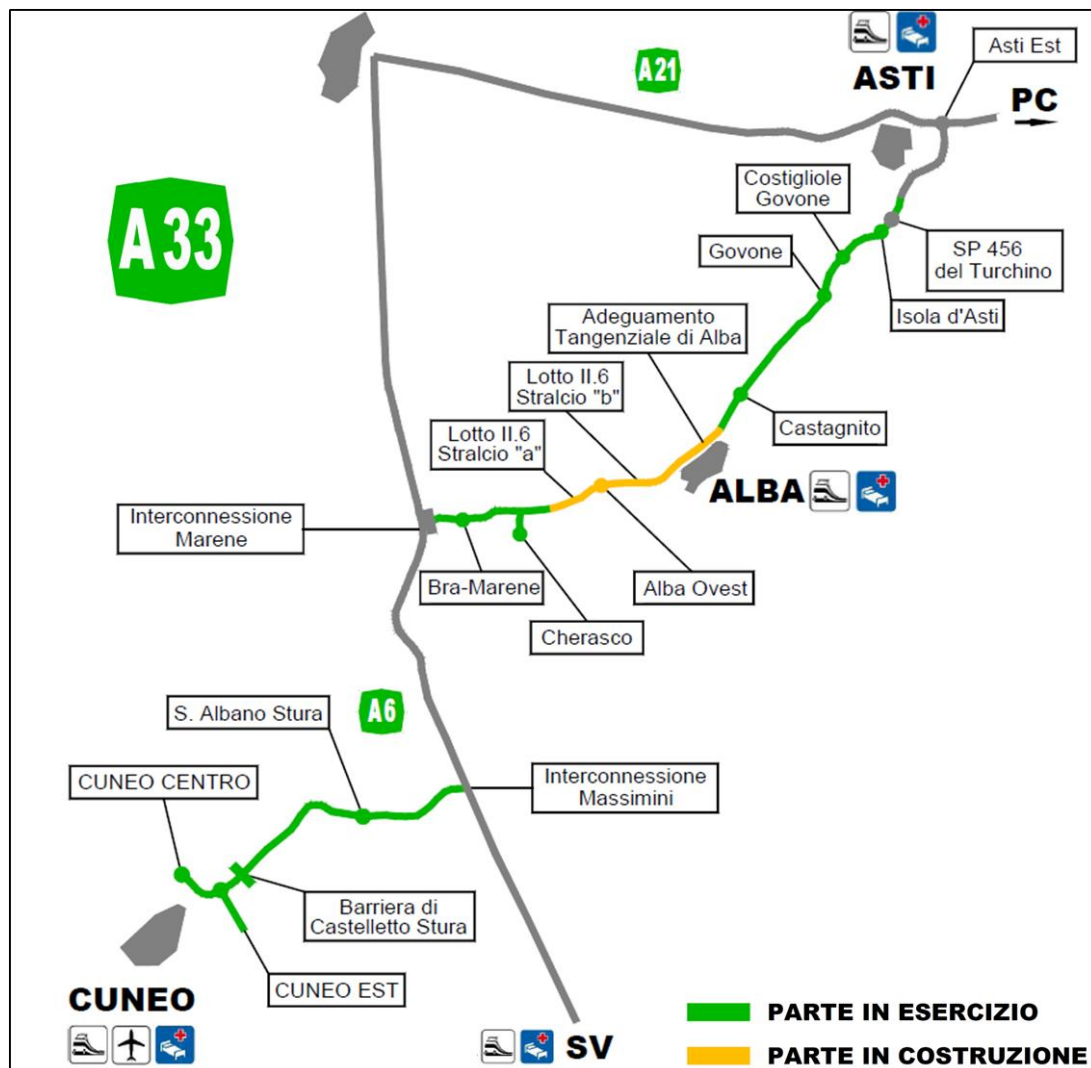 A21
ASTI
Asti Est
PC
A33
Costigliole
Govone
Govone
SP 456
del Turchino
Isola d'Asti
Adeguamento
Tangenziale di Alba
Lotto II.6
Stralcio "b"
Lotto II.6
Stralcio "a"
Castagnito
ALBA
Interconnessione
Marene
Bra-Marene
Alba Ovest
Cherasco
A6
S. Albano Stura
CUNEO CENTRO
Interconnessione
Massimini
Barriera di
Castelletto Stura
CUNEO EST
CUNEO
SV
PARTE IN ESERCIZIO
PARTE IN COSTRUZIONE